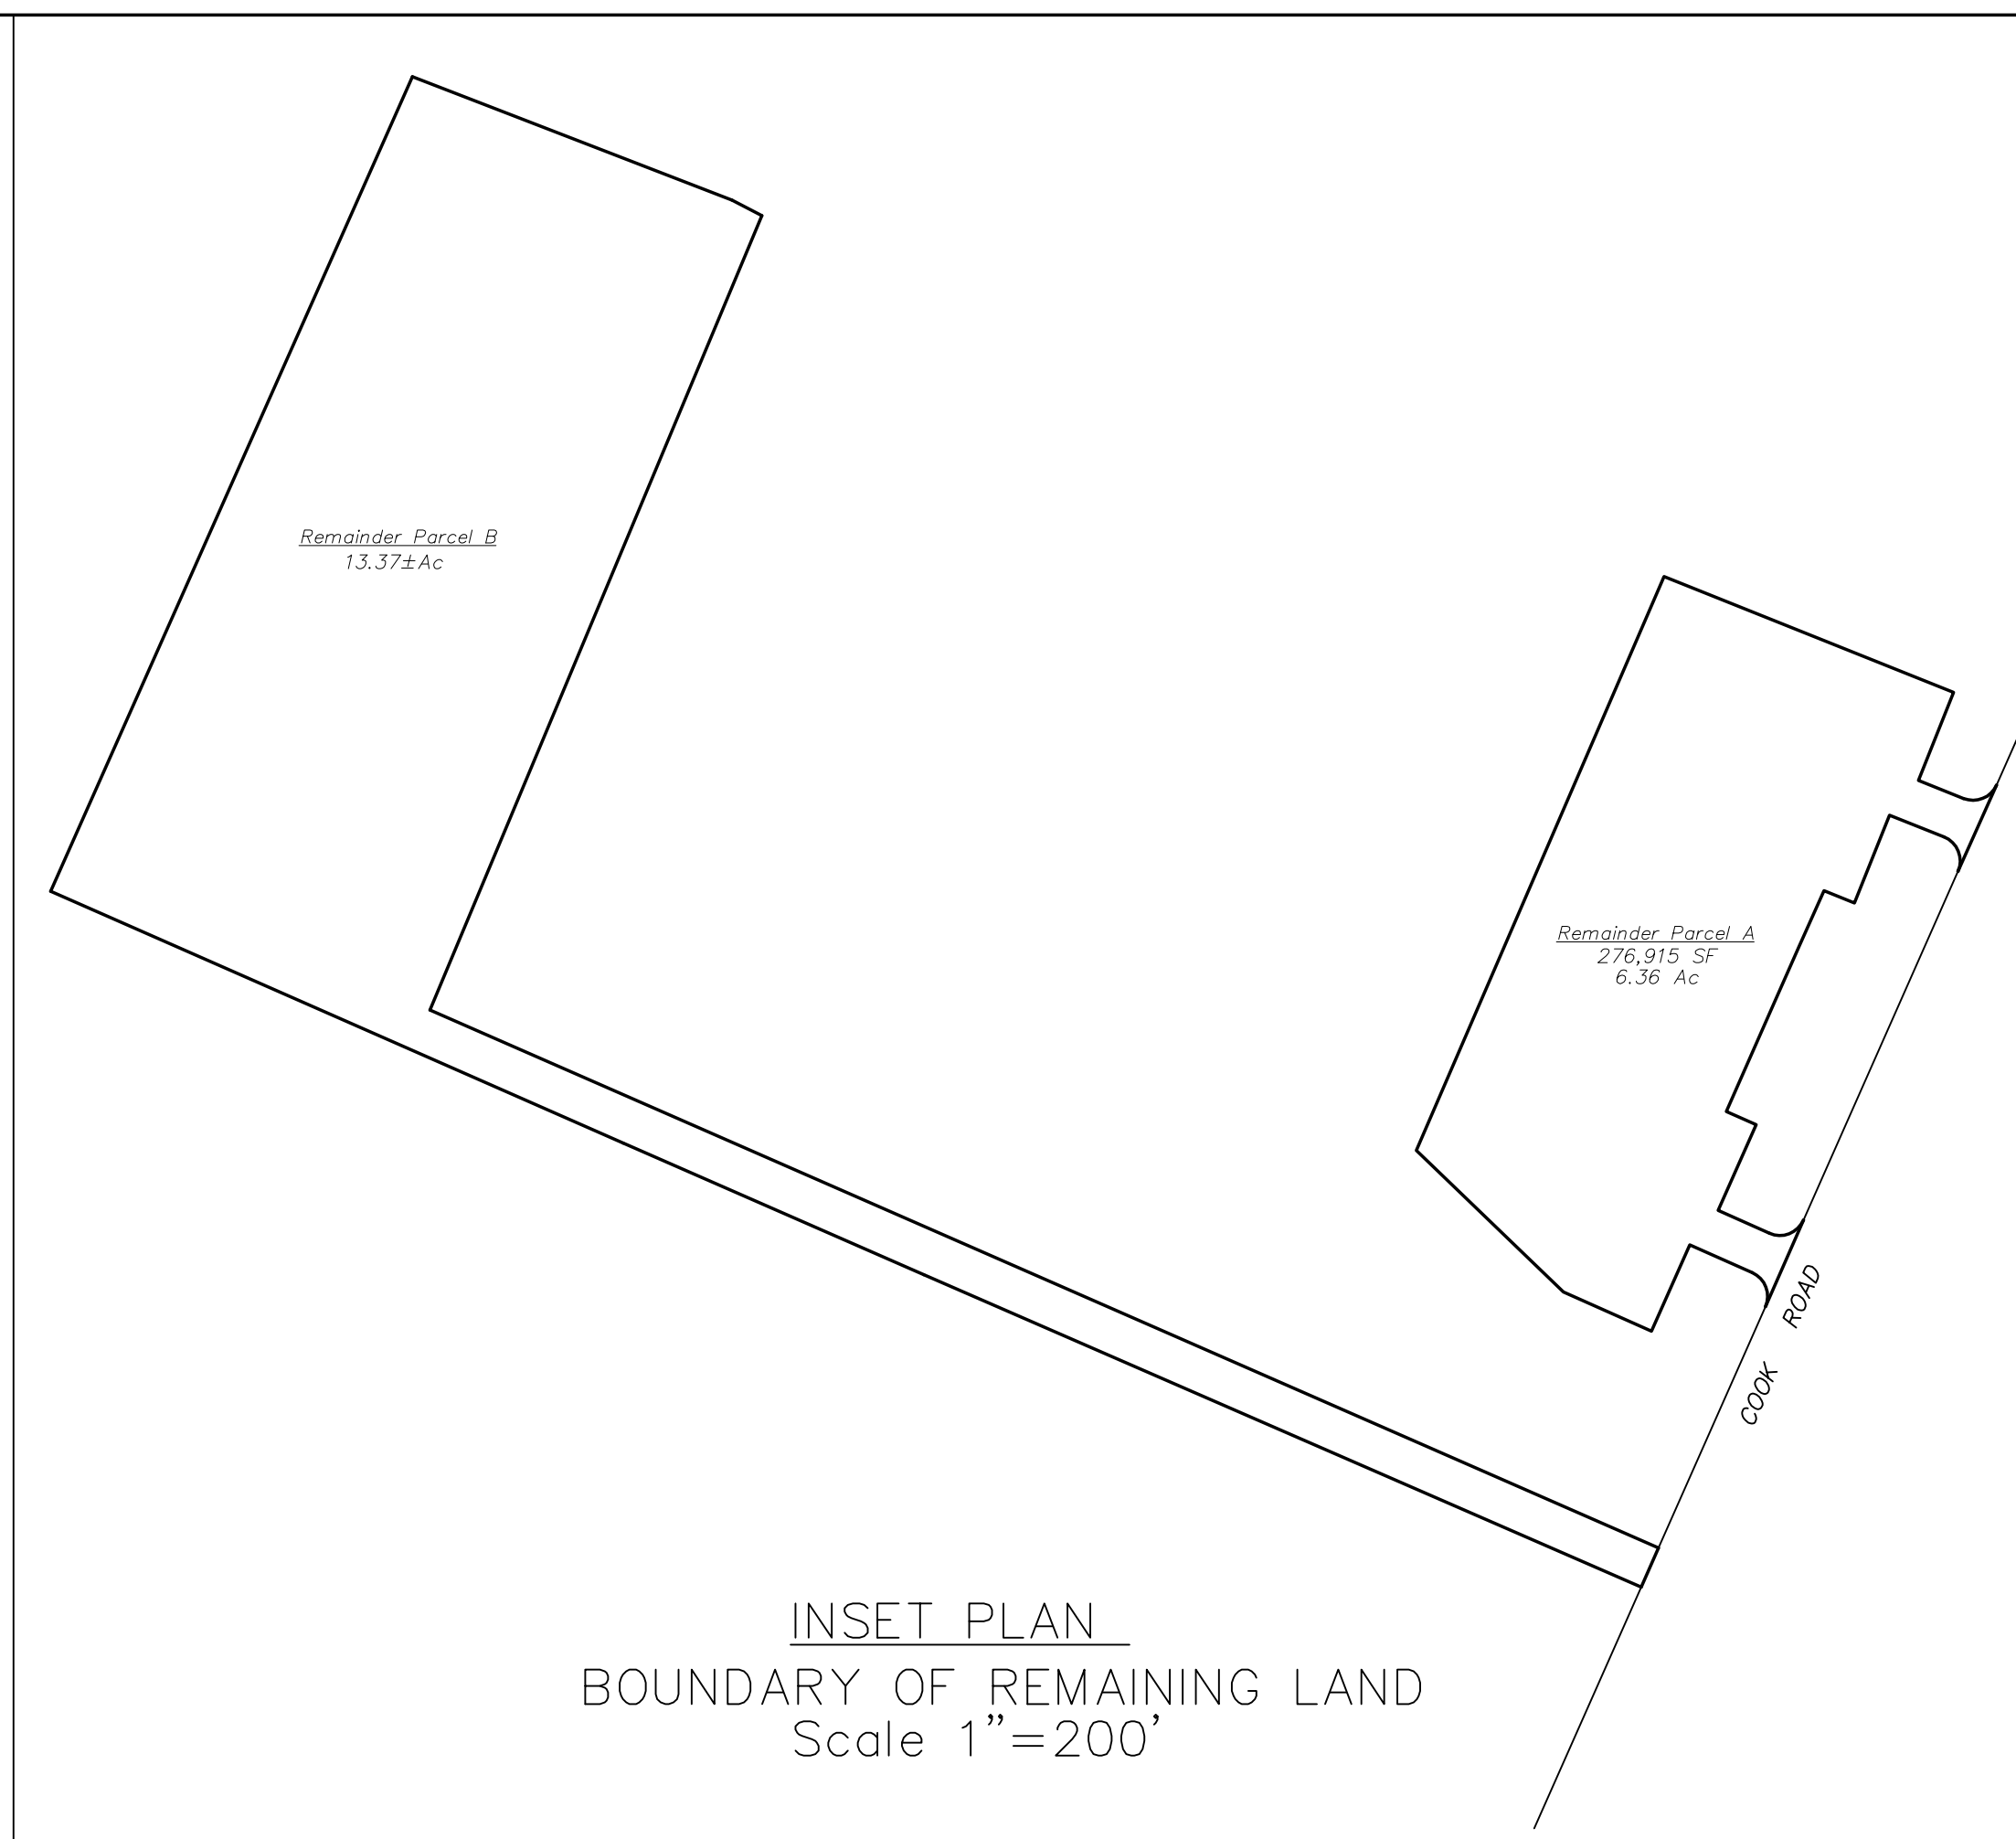 Remainder Parcel B
13.37±Ac
Remainder Parcel A
276,915 SF
6.36 Ac
COOK ROAD
INSET PLAN
BOUNDARY OF REMAINING LAND
Scale 1"=200'